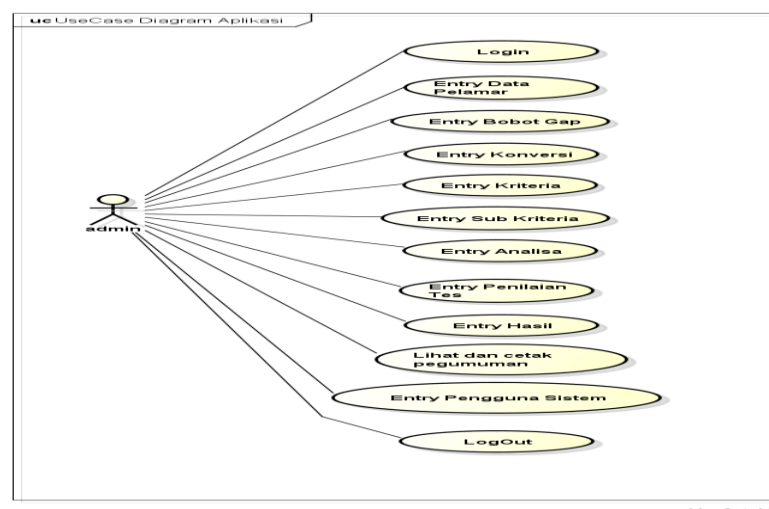 uc UseCase Diagram Aplikasi
Login
Entry Data
Pelamar
Entry Bobot Gap
Entry Konversi
Entry Kriteria
admin
Entry Sub Kriteria
Entry Analisa
Entry Penilaian
Tes
Entry Hasil
Lihat dan cetak
pegumuman
Entry Pengguna Sistem
LogOut